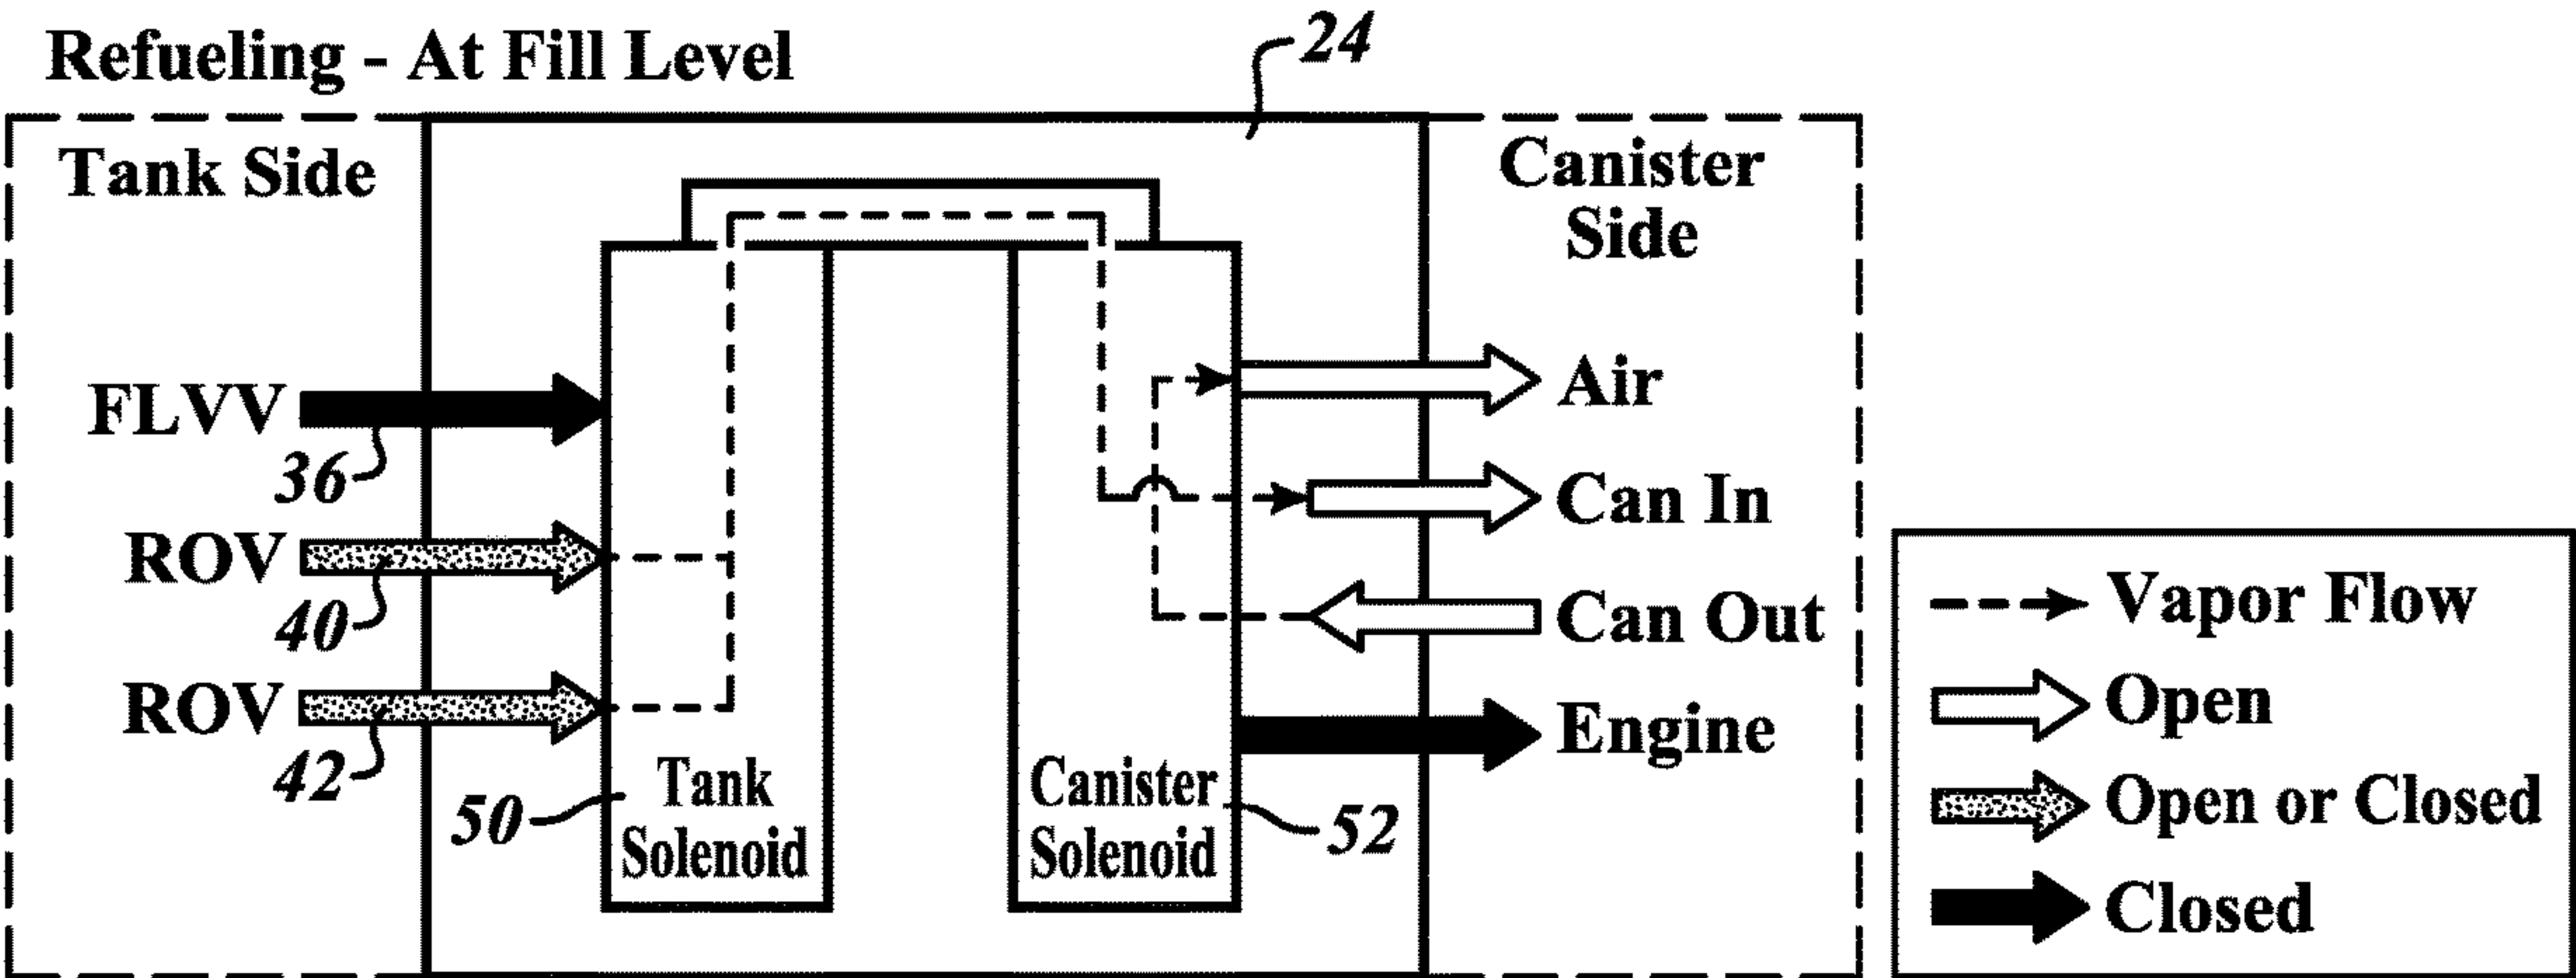 Refueling - At Fill Level
24
Tank Side
Canister
Side
FLVV
36
ROV
40
ROV
42
50
Tank
Solenoid
Canister
Solenoid
52
Air
Can In
Can Out
Engine
Vapor Flow
Open
Open or Closed
Closed